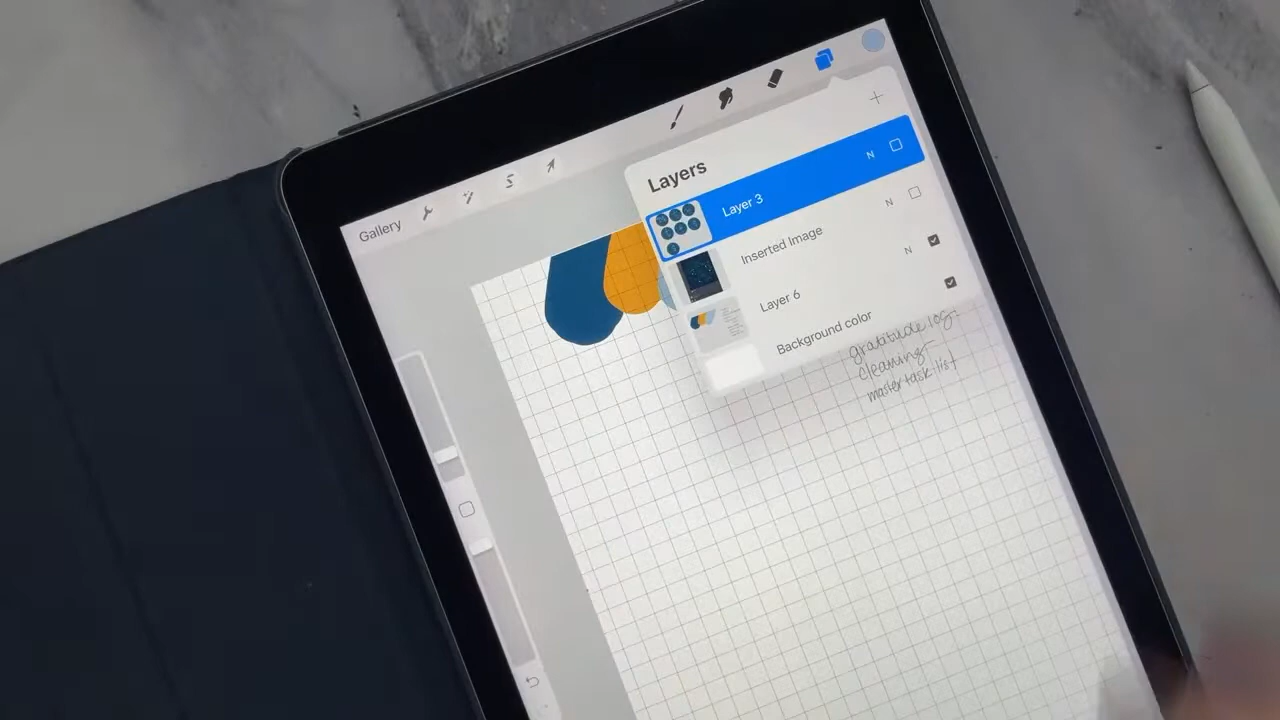 Gallery
Layers
Layer 3
N
Inserted Image
N
Layer 6
N
Background color
gratitude log
cleaning
master task list